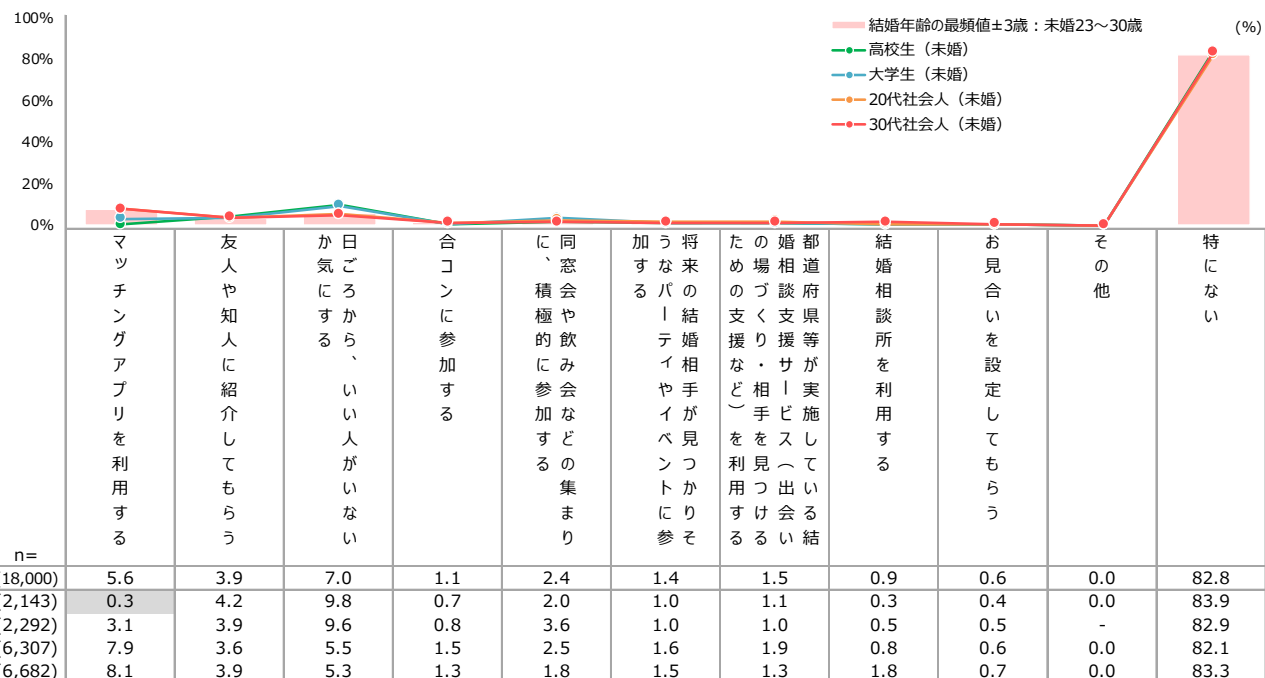 100%
80%
60%
40%
20%
0%
(%)
結婚年齢の最頻値±3歳：未婚23～30歳
高校生（未婚）
大学生（未婚）
20代社会人（未婚）
30代社会人（未婚）
マッチングアプリを利用する
友人や知人に紹介してもらう
日ごろから、いい人がいない
か気にする
合コンに参加する
同窓会や飲み会などの集まり
に、積極的に参加する
将来の結婚相手が見つかりそ
うなパーティやイベントに参
加する
都道府県等が実施している結
婚相談支援サービス（出会い
の場づくり・相手を見つける
ための支援など）を利用する
結婚相談所を利用する
お見合いを設定してもらう
その他
特にない
n=
18,000) 5.6 3.9 7.0 1.1 2.4 1.4 1.5 0.9 0.6 0.0 82.8
2,143) 0.3 4.2 9.8 0.7 2.0 1.0 1.1 0.3 0.4 0.0 83.9
2,292) 3.1 3.9 9.6 0.8 3.6 1.0 1.0 0.5 0.5 - 82.9
6,307) 7.9 3.6 5.5 1.5 2.5 1.6 1.9 0.8 0.6 0.0 82.1
6,682) 8.1 3.9 5.3 1.3 1.8 1.5 1.3 1.8 0.7 0.0 83.3